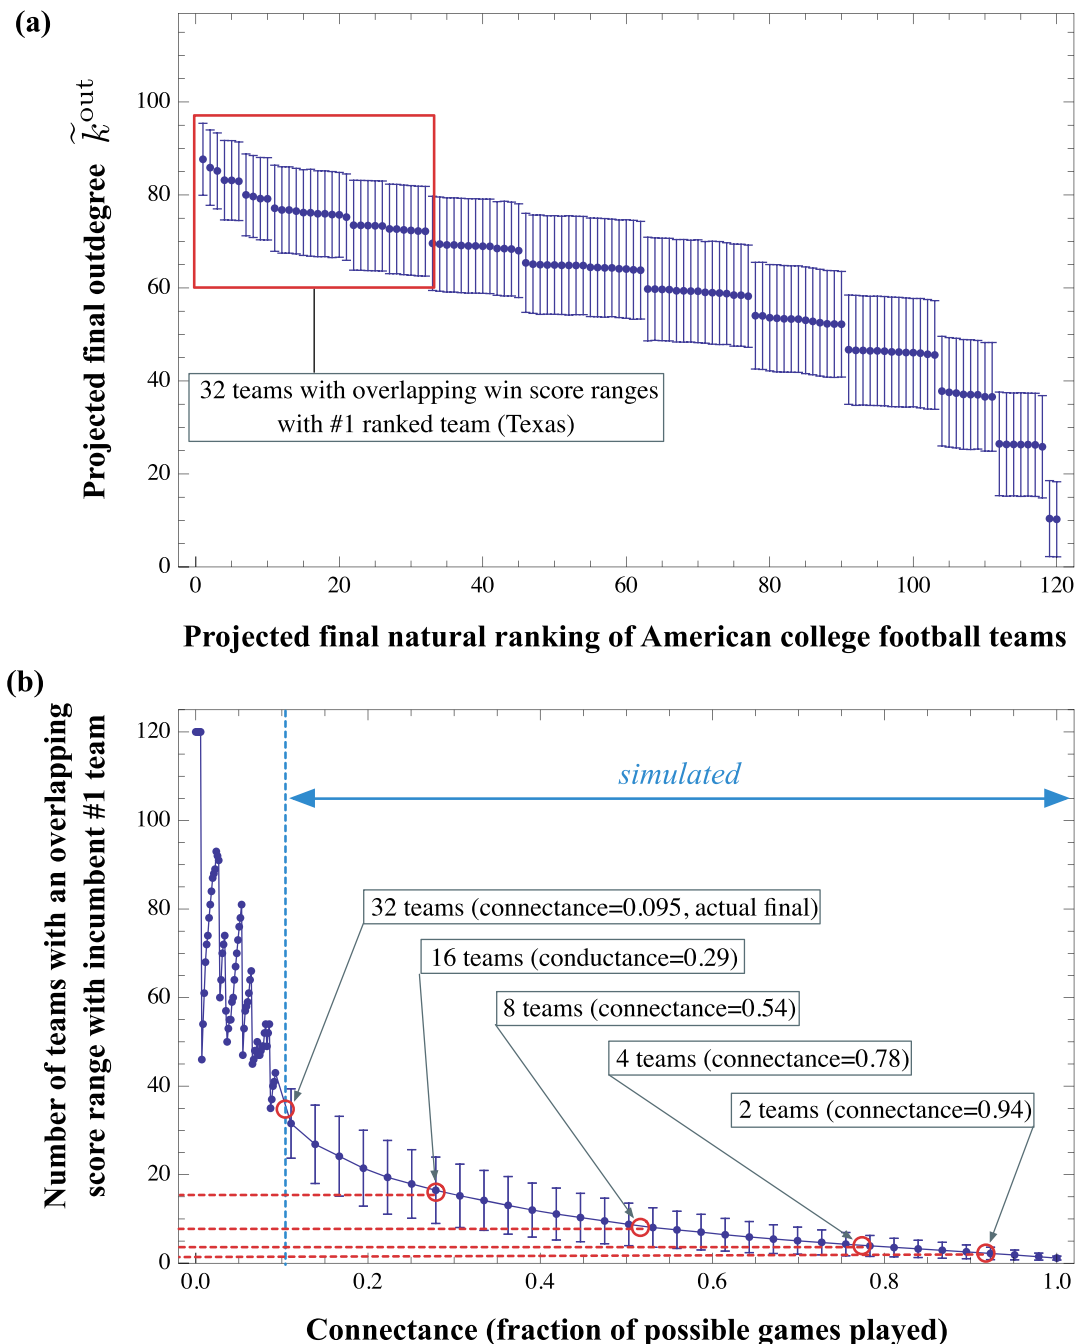 (a)
Projected final outdegree k̃^out
100
80
60
40
20
0
32 teams with overlapping win score ranges
with #1 ranked team (Texas)
0 20 40 60 80 100 120
Projected final natural ranking of American college football teams
(b)
Number of teams with an overlapping
score range with incumbent #1 team
120
100
80
60
40
20
0
simulated
32 teams (connectance=0.095, actual final)
16 teams (conductance=0.29)
8 teams (connectance=0.54)
4 teams (connectance=0.78)
2 teams (connectance=0.94)
0.0 0.2 0.4 0.6 0.8 1.0
Connectance (fraction of possible games played)